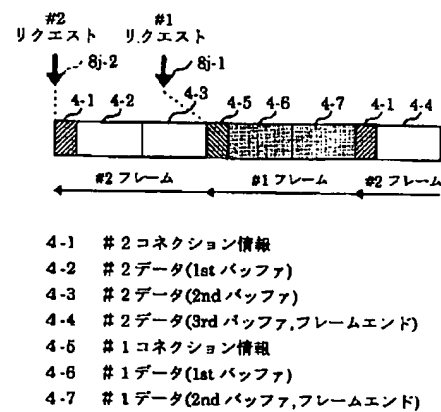 #2 #1
リクエスト リクエスト
8j-2 8j-1
4-1 4-2 4-3 4-5 4-6 4-7 4-1 4-4
#2 フレーム #1 フレーム #2 フレーム
4-1 #2コネクション情報
4-2 #2データ(1st バッファ)
4-3 #2データ(2nd バッファ)
4-4 #2データ(3rd バッファ,フレームエンド)
4-5 #1コネクション情報
4-6 #1データ(1st バッファ)
4-7 #1データ(2nd バッファ,フレームエンド)